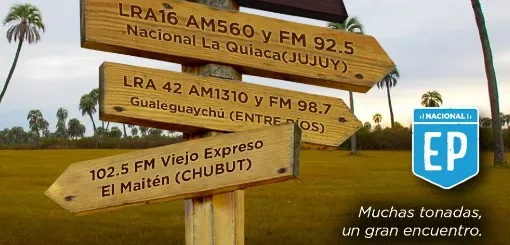 LRA16 AM560 y FM 92.5
Nacional La Quiaca(JUJUY)
LRA 42 AM1310 y FM 98.7
Gualeguaychú (ENTRE RÍOS)
102.5 FM Viejo Expreso
El Maitén (CHUBUT)
NACIONAL
EP
Muchas tonadas,
un gran encuentro.